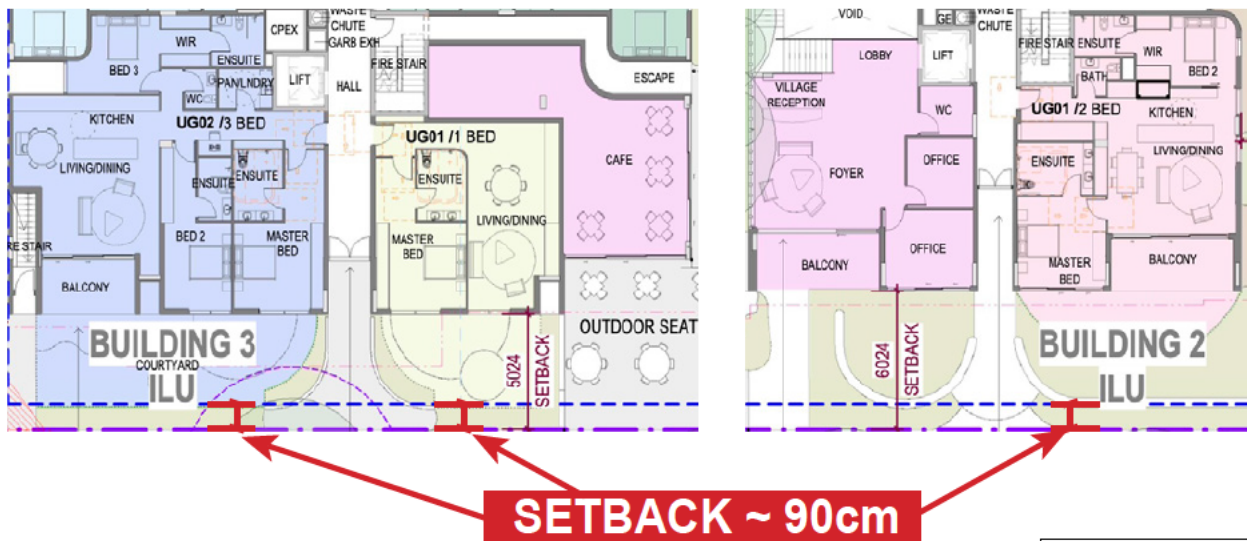 WASTE
CHUTE
GARB EXH
CPEX
WIR
BED 3
ENSUITE
FIRE STAIR
LIFT
HALL
ESCAPE
PAN/LNDRY
WC
KITCHEN
UG02 /3 BED
UG01 /1 BED
CAFE
LIVING/DINING
ENSUITE
ENSUITE
ENSUITE
LIVING/DINING
BED 2
MASTER
BED
MASTER
BED
BALCONY
OUTDOOR SEAT
BUILDING 3
COURTYARD
ILU
5024
SETBACK
VOID
GE
WASTE
CHUTE
LOBBY
LIFT
FIRE STAIR
ENSUITE
WIR
BATH
BED 2
VILLAGE
RECEPTION
WC
UG01 /2 BED
KITCHEN
OFFICE
FOYER
ENSUITE
LIVING/DINING
OFFICE
BALCONY
MASTER
BED
BALCONY
BUILDING 2
ILU
6024
SETBACK
SETBACK ~ 90cm